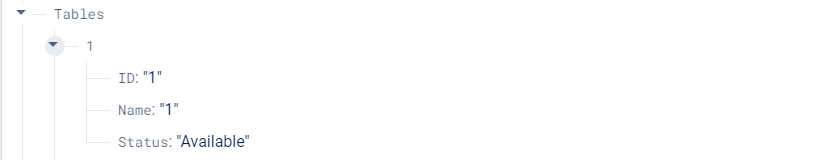 Tables
1
ID: "1"
Name: "1"
Status: "Available"